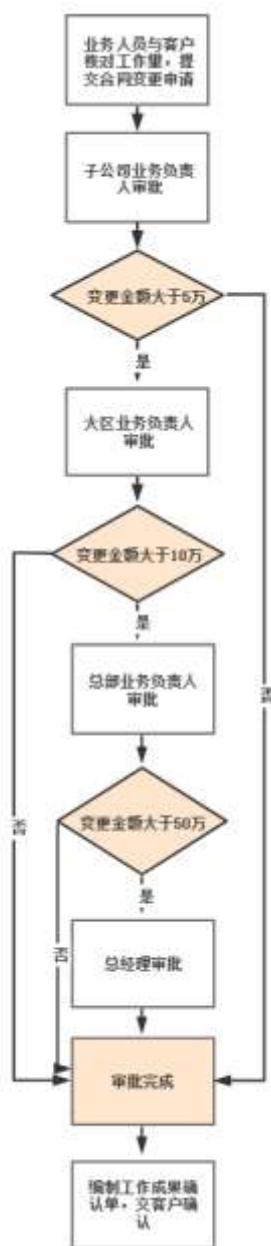 业务人员与客户
核对工作量，提
交合同变更申请
子公司业务负责
人审批
变更金额大于5万
是
大区业务负责人
审批
变更金额大于10万
是
否
总部业务负责人
审批
变更金额大于50万
否
是
否
总经理审批
审批完成
编制工作成果确
认单，交客户确
认